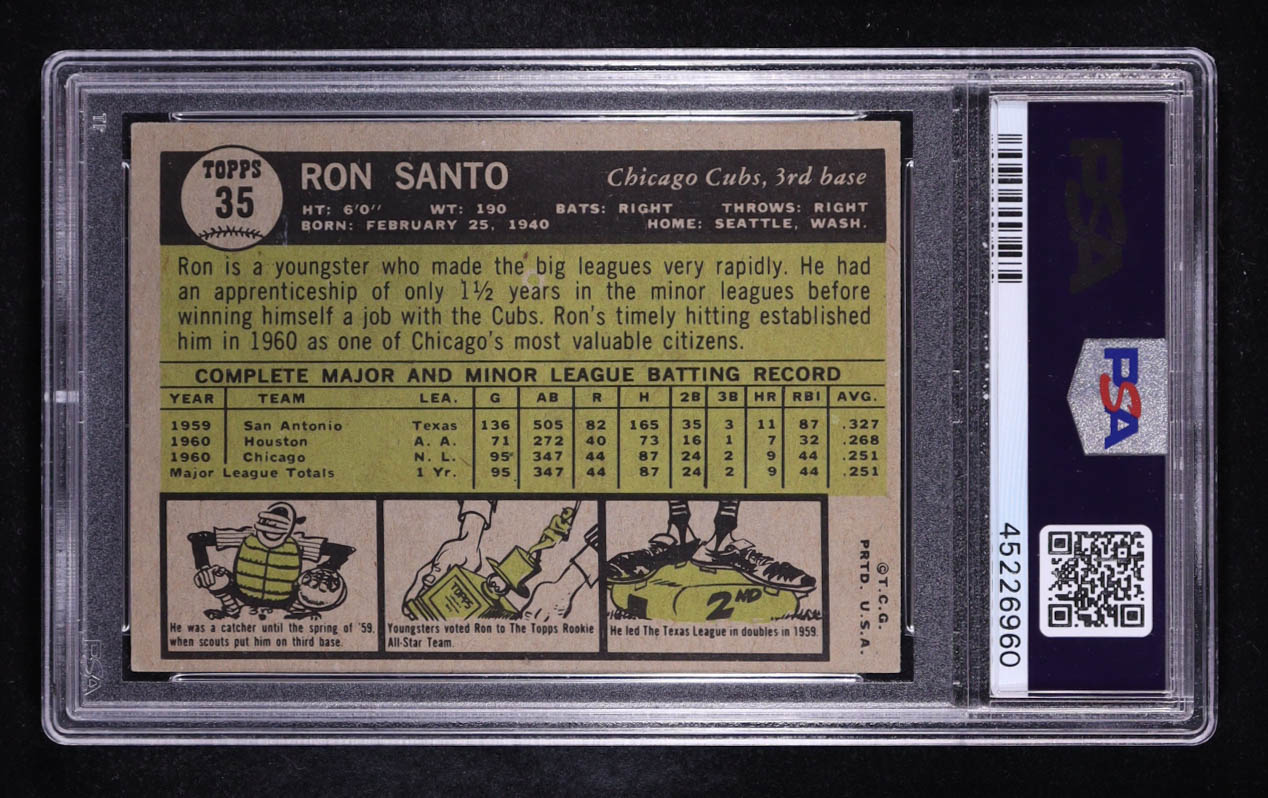 TOPPS
35
RON SANTO
Chicago Cubs, 3rd base
HT: 6'0" WT: 190 BATS: RIGHT THROWS: RIGHT
BORN: FEBRUARY 25, 1940 HOME: SEATTLE, WASH.
Ron is a youngster who made the big leagues very rapidly. He had
an apprenticeship of only 1½ years in the minor leagues before
winning himself a job with the Cubs. Ron's timely hitting established
him in 1960 as one of Chicago's most valuable citizens.
COMPLETE MAJOR AND MINOR LEAGUE BATTING RECORD
YEAR TEAM LEA. G AB R H 2B 3B HR RBI AVG.
1959 San Antonio Texas 136 505 82 165 35 3 11 87 .327
1960 Houston A. A. 71 272 40 73 16 1 7 32 .268
1960 Chicago N. L. 95 347 44 87 24 2 9 44 .251
Major League Totals 1 Yr. 95 347 44 87 24 2 9 44 .251
He was a catcher until the spring of '59,
when scouts put him on third base.
TOPPS
Youngsters voted Ron to The Topps Rookie
All-Star Team.
2ND
He led The Texas League in doubles in 1959.
©T.C.G.
PRTD. U.S.A.
PSA
PSA
45226960
PSA